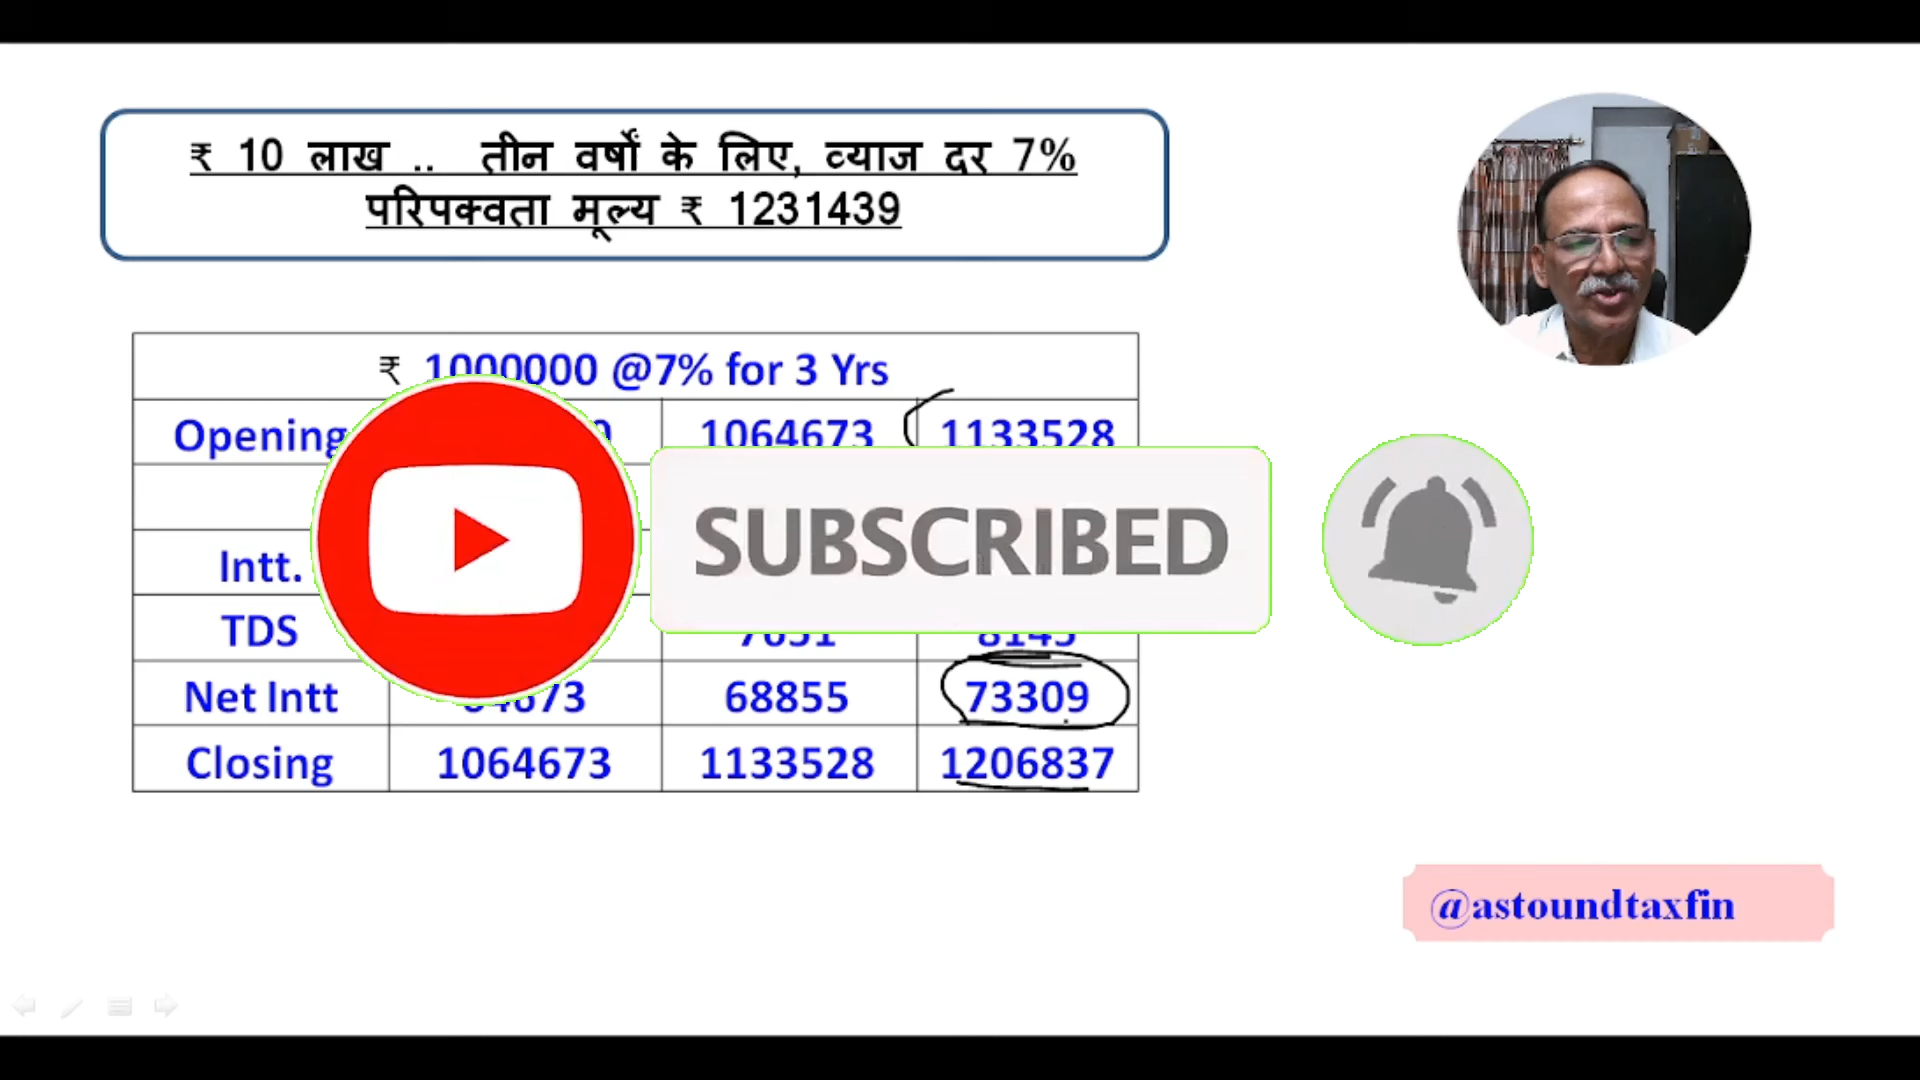 ₹ 10 लाख .. तीन वर्षों के लिए, व्याज दर 7%
परिपक्वता मूल्य ₹ 1231439
₹ 1000000 @7% for 3 Yrs
Opening 1064673 1133528
SUBSCRIBED
Intt.
TDS 8145
Net Intt 68855 73309
Closing 1064673 1133528 1206837
@astoundtaxfin